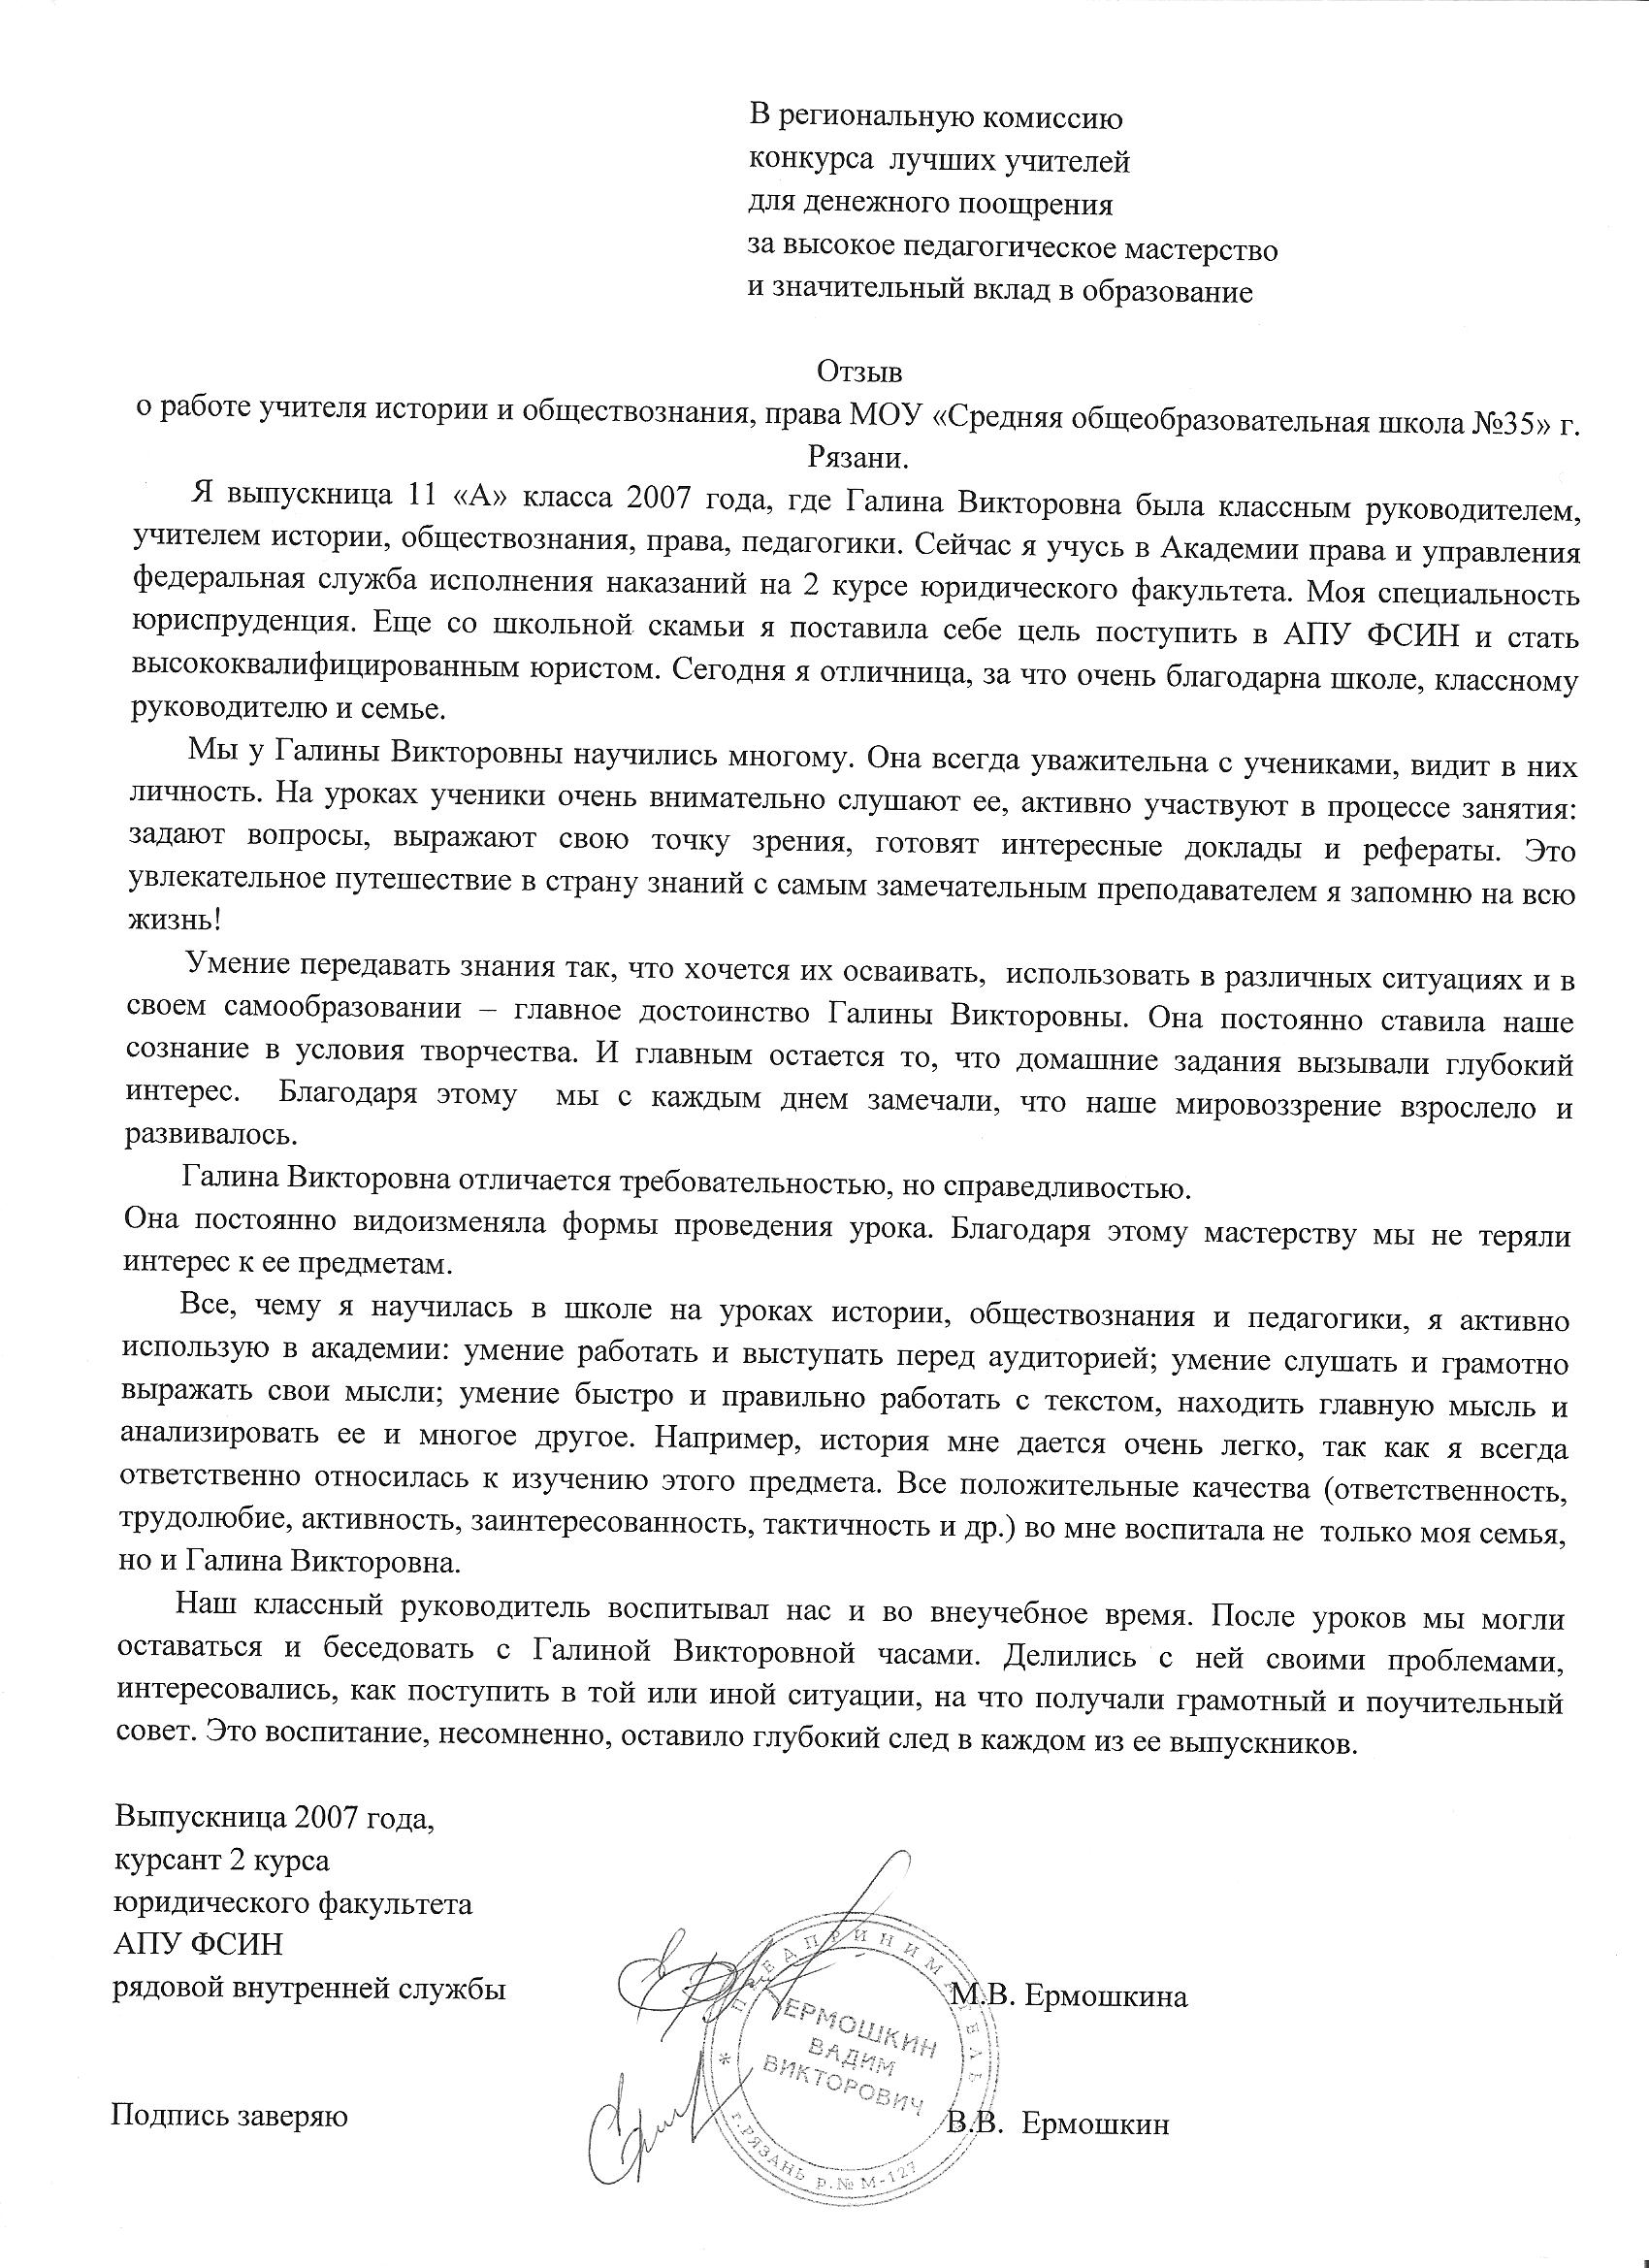 В региональную комиссию
конкурса  лучших учителей
для денежного поощрения
за высокое педагогическое мастерство
и значительный вклад в образование
Отзыв
о работе учителя истории и обществознания, права МОУ «Средняя общеобразовательная школа №35» г.
Рязани.
Я выпускница 11 «А» класса 2007 года, где Галина Викторовна была классным руководителем,
учителем истории, обществознания, права, педагогики. Сейчас я учусь в Академии права и управления
федеральная служба исполнения наказаний на 2 курсе юридического факультета. Моя специальность
юриспруденция. Еще со школьной скамьи я поставила себе цель поступить в АПУ ФСИН и стать
высококвалифицированным юристом. Сегодня я отличница, за что очень благодарна школе, классному
руководителю и семье.
Мы у Галины Викторовны научились многому. Она всегда уважительна с учениками, видит в них
личность. На уроках ученики очень внимательно слушают ее, активно участвуют в процессе занятия:
задают вопросы, выражают свою точку зрения, готовят интересные доклады и рефераты. Это
увлекательное путешествие в страну знаний с самым замечательным преподавателем я запомню на всю
жизнь!
Умение передавать знания так, что хочется их осваивать,  использовать в различных ситуациях и в
своем самообразовании – главное достоинство Галины Викторовны. Она постоянно ставила наше
сознание в условия творчества. И главным остается то, что домашние задания вызывали глубокий
интерес.  Благодаря этому  мы с каждым днем замечали, что наше мировоззрение взрослело и
развивалось.
Галина Викторовна отличается требовательностью, но справедливостью.
Она постоянно видоизменяла формы проведения урока. Благодаря этому мастерству мы не теряли
интерес к ее предметам.
Все, чему я научилась в школе на уроках истории, обществознания и педагогики, я активно
использую в академии: умение работать и выступать перед аудиторией; умение слушать и грамотно
выражать свои мысли; умение быстро и правильно работать с текстом, находить главную мысль и
анализировать ее и многое другое. Например, история мне дается очень легко, так как я всегда
ответственно относилась к изучению этого предмета. Все положительные качества (ответственность,
трудолюбие, активность, заинтересованность, тактичность и др.) во мне воспитала не  только моя семья,
но и Галина Викторовна.
Наш классный руководитель воспитывал нас и во внеучебное время. После уроков мы могли
оставаться и беседовать с Галиной Викторовной часами. Делились с ней своими проблемами,
интересовались, как поступить в той или иной ситуации, на что получали грамотный и поучительный
совет. Это воспитание, несомненно, оставило глубокий след в каждом из ее выпускников.
Выпускница 2007 года,
курсант 2 курса
юридического факультета
АПУ ФСИН
рядовой внутренней службы
М.В. Ермошкина
ПРЕДПРИНИМАТЕЛЬ
ЕРМОШКИН
ВАДИМ
ВИКТОРОВИЧ
г.РЯЗАНЬ р.№ М-127
Подпись заверяю
В.В.  Ермошкин